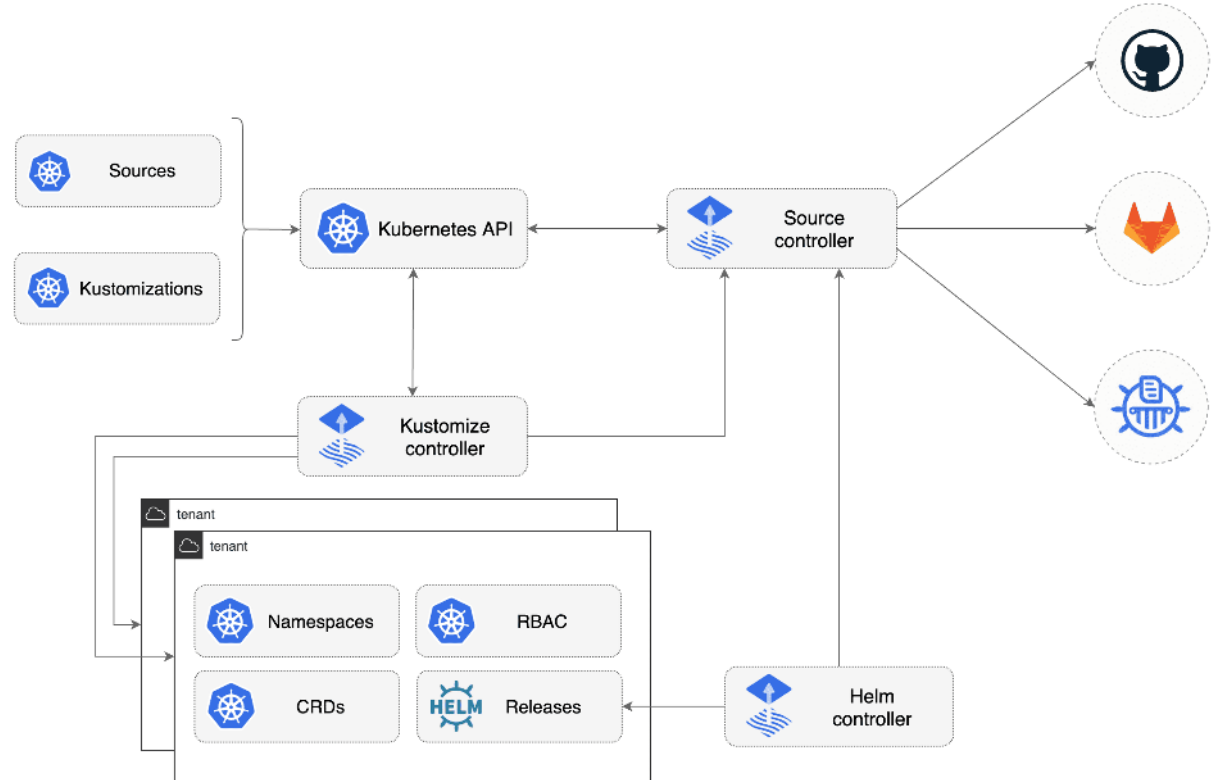 Sources
Kubernetes API
Source
controller
Kustomizations
Kustomize
controller
tenant
tenant
Namespaces
RBAC
CRDs
HELM
Releases
Helm
controller